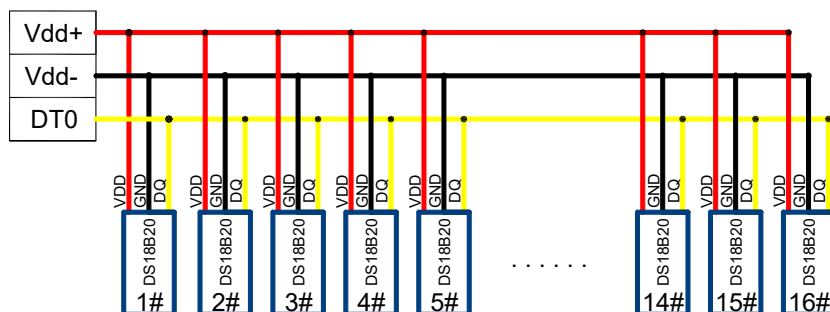 Vdd+
Vdd-
DT0
VDD GND DQ VDD GND DQ VDD GND DQ VDD GND DQ VDD GND DQ VDD GND DQ VDD GND DQ VDD GND DQ
DS18B20 DS18B20 DS18B20 DS18B20 DS18B20 . . . . . . DS18B20 DS18B20 DS18B20
1# 2# 3# 4# 5# 14# 15# 16#